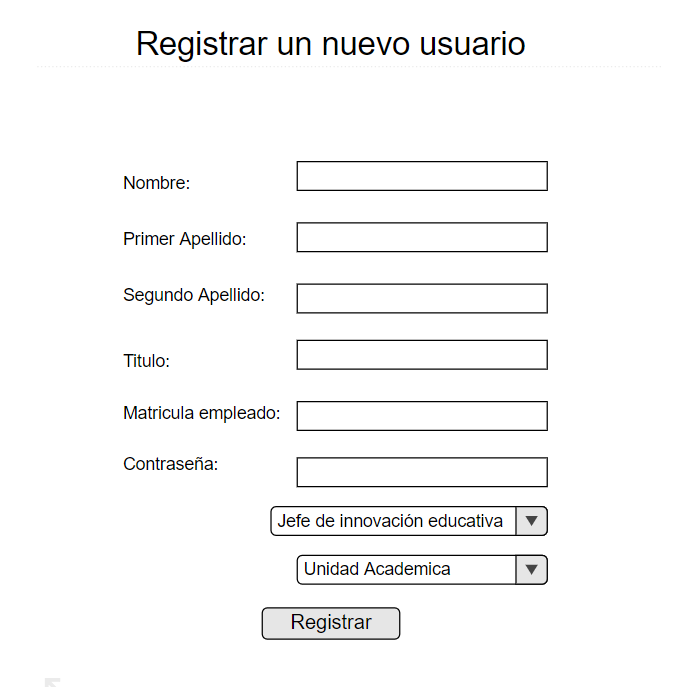 Registrar un nuevo usuario
Nombre:
Primer Apellido:
Segundo Apellido:
Titulo:
Matricula empleado:
Contraseña:
Jefe de innovación educativa
Unidad Academica
Registrar